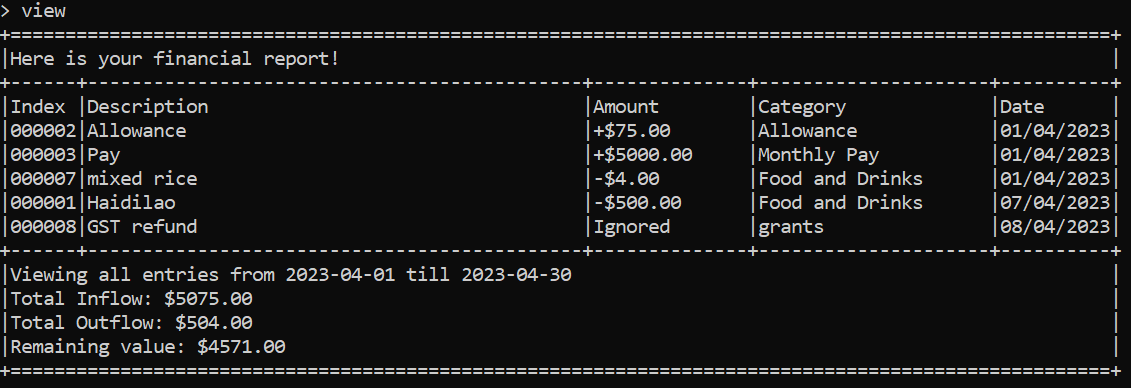 > view
+====================================================================================================+
|Here is your financial report!                                                                      |
+------+---------------------------------------------+--------------+---------------------+----------+
|Index |Description                                  |Amount        |Category             |Date      |
|000002|Allowance                                    |+$75.00       |Allowance            |01/04/2023|
|000003|Pay                                          |+$5000.00     |Monthly Pay          |01/04/2023|
|000007|mixed rice                                   |-$4.00        |Food and Drinks      |01/04/2023|
|000001|Haidilao                                     |-$500.00      |Food and Drinks      |07/04/2023|
|000008|GST refund                                   |Ignored       |grants               |08/04/2023|
+------+---------------------------------------------+--------------+---------------------+----------+
|Viewing all entries from 2023-04-01 till 2023-04-30                                                 |
|Total Inflow: $5075.00                                                                              |
|Total Outflow: $504.00                                                                              |
|Remaining value: $4571.00                                                                           |
+====================================================================================================+